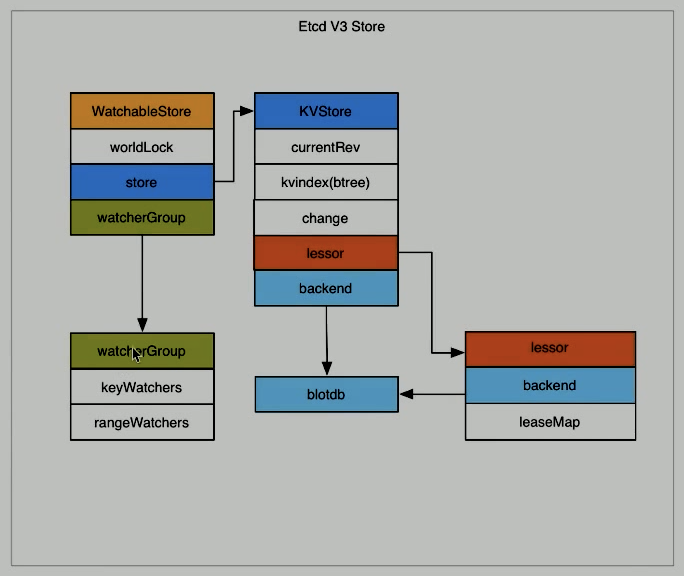 Etcd V3 Store
WatchableStore
worldLock
store
watcherGroup
KVStore
currentRev
kvindex(btree)
change
lessor
backend
watcherGroup
keyWatchers
rangeWatchers
blotdb
lessor
backend
leaseMap